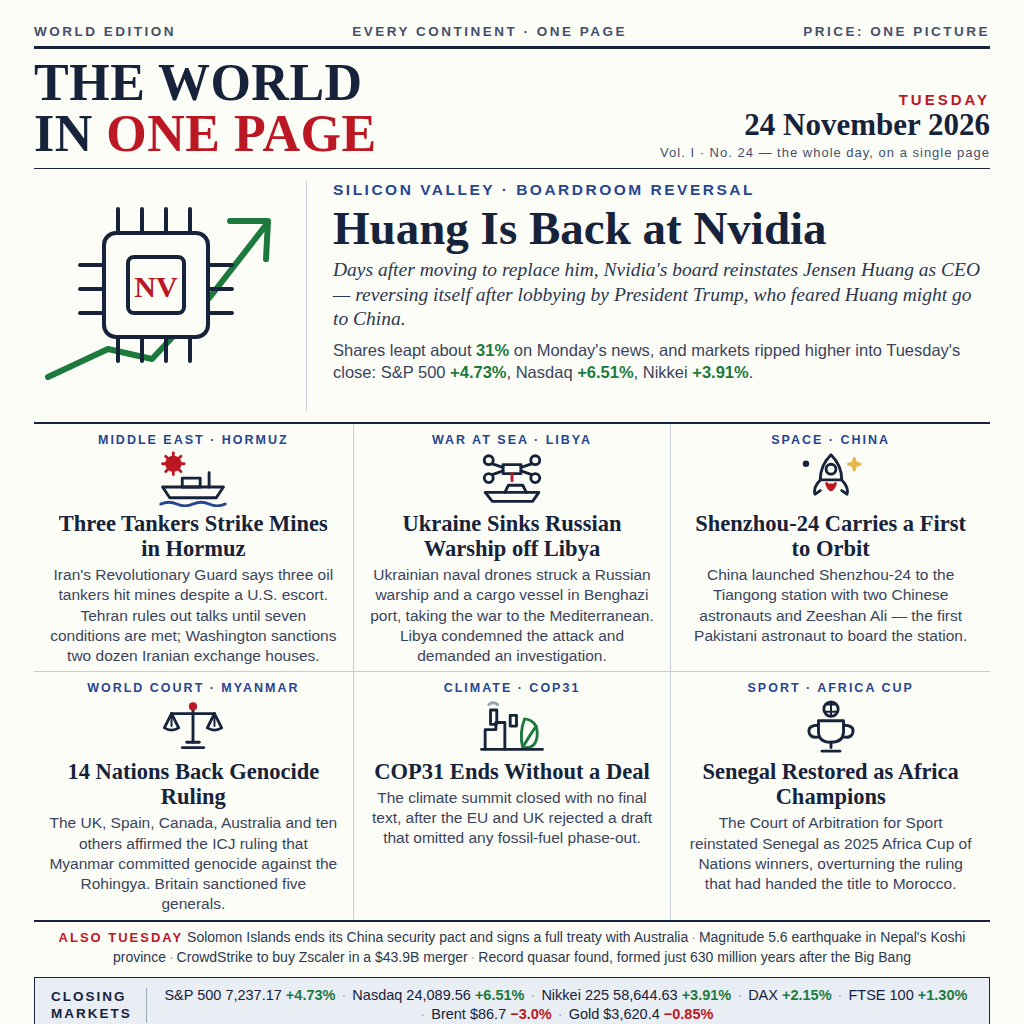 WORLD EDITION
EVERY CONTINENT · ONE PAGE
PRICE: ONE PICTURE
THE WORLD
IN ONE PAGE
TUESDAY
24 November 2026
Vol. I · No. 24 — the whole day, on a single page
NV
SILICON VALLEY · BOARDROOM REVERSAL
Huang Is Back at Nvidia
Days after moving to replace him, Nvidia's board reinstates Jensen Huang as CEO
— reversing itself after lobbying by President Trump, who feared Huang might go
to China.
Shares leapt about 31% on Monday's news, and markets ripped higher into Tuesday's
close: S&P 500 +4.73%, Nasdaq +6.51%, Nikkei +3.91%.
MIDDLE EAST · HORMUZ
Three Tankers Strike Mines
in Hormuz
Iran's Revolutionary Guard says three oil
tankers hit mines despite a U.S. escort.
Tehran rules out talks until seven
conditions are met; Washington sanctions
two dozen Iranian exchange houses.
WAR AT SEA · LIBYA
Ukraine Sinks Russian
Warship off Libya
Ukrainian naval drones struck a Russian
warship and a cargo vessel in Benghazi
port, taking the war to the Mediterranean.
Libya condemned the attack and
demanded an investigation.
SPACE · CHINA
Shenzhou-24 Carries a First
to Orbit
China launched Shenzhou-24 to the
Tiangong station with two Chinese
astronauts and Zeeshan Ali — the first
Pakistani astronaut to board the station.
WORLD COURT · MYANMAR
14 Nations Back Genocide
Ruling
The UK, Spain, Canada, Australia and ten
others affirmed the ICJ ruling that
Myanmar committed genocide against the
Rohingya. Britain sanctioned five
generals.
CLIMATE · COP31
COP31 Ends Without a Deal
The climate summit closed with no final
text, after the EU and UK rejected a draft
that omitted any fossil-fuel phase-out.
SPORT · AFRICA CUP
Senegal Restored as Africa
Champions
The Court of Arbitration for Sport
reinstated Senegal as 2025 Africa Cup of
Nations winners, overturning the ruling
that had handed the title to Morocco.
ALSO TUESDAY Solomon Islands ends its China security pact and signs a full treaty with Australia · Magnitude 5.6 earthquake in Nepal's Koshi
province · CrowdStrike to buy Zscaler in a $43.9B merger · Record quasar found, formed just 630 million years after the Big Bang
CLOSING
MARKETS
S&P 500 7,237.17 +4.73% · Nasdaq 24,089.56 +6.51% · Nikkei 225 58,644.63 +3.91% · DAX +2.15% · FTSE 100 +1.30%
· Brent $86.7 −3.0% · Gold $3,620.4 −0.85%